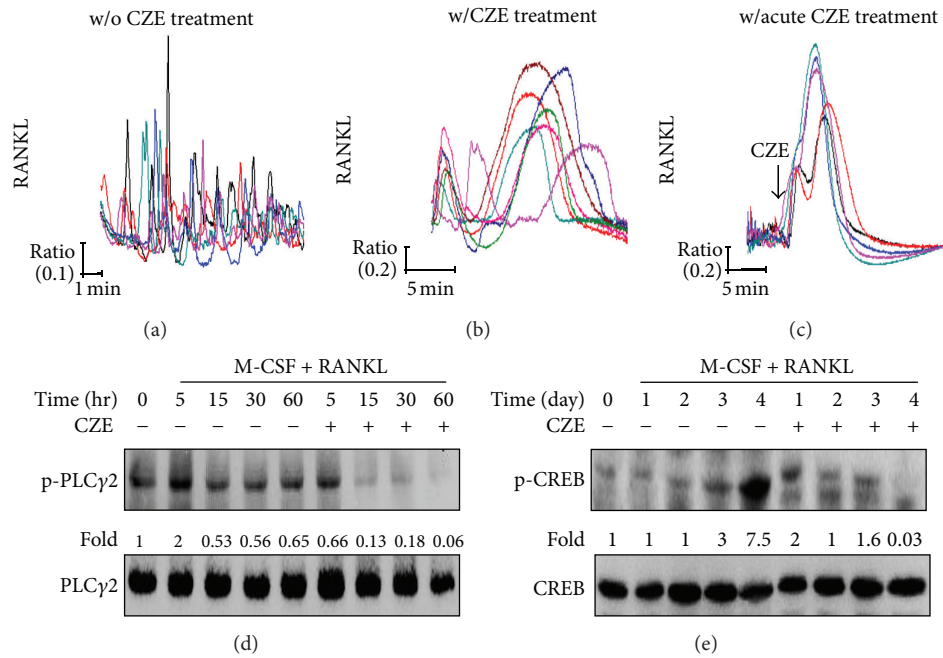 w/o CZE treatment
RANKL
Ratio
(0.1)
1 min
(a)
w/CZE treatment
RANKL
Ratio
(0.2)
5 min
(b)
w/acute CZE treatment
RANKL
CZE
Ratio
(0.2)
5 min
(c)
M-CSF + RANKL
Time (hr) 0 5 15 30 60 5 15 30 60
CZE − − − − − + + + +
p-PLCγ2
Fold 1 2 0.53 0.56 0.65 0.66 0.13 0.18 0.06
PLCγ2
(d)
M-CSF + RANKL
Time (day) 0 1 2 3 4 1 2 3 4
CZE − − − − − + + + +
p-CREB
Fold 1 1 1 3 7.5 2 1 1.6 0.03
CREB
(e)